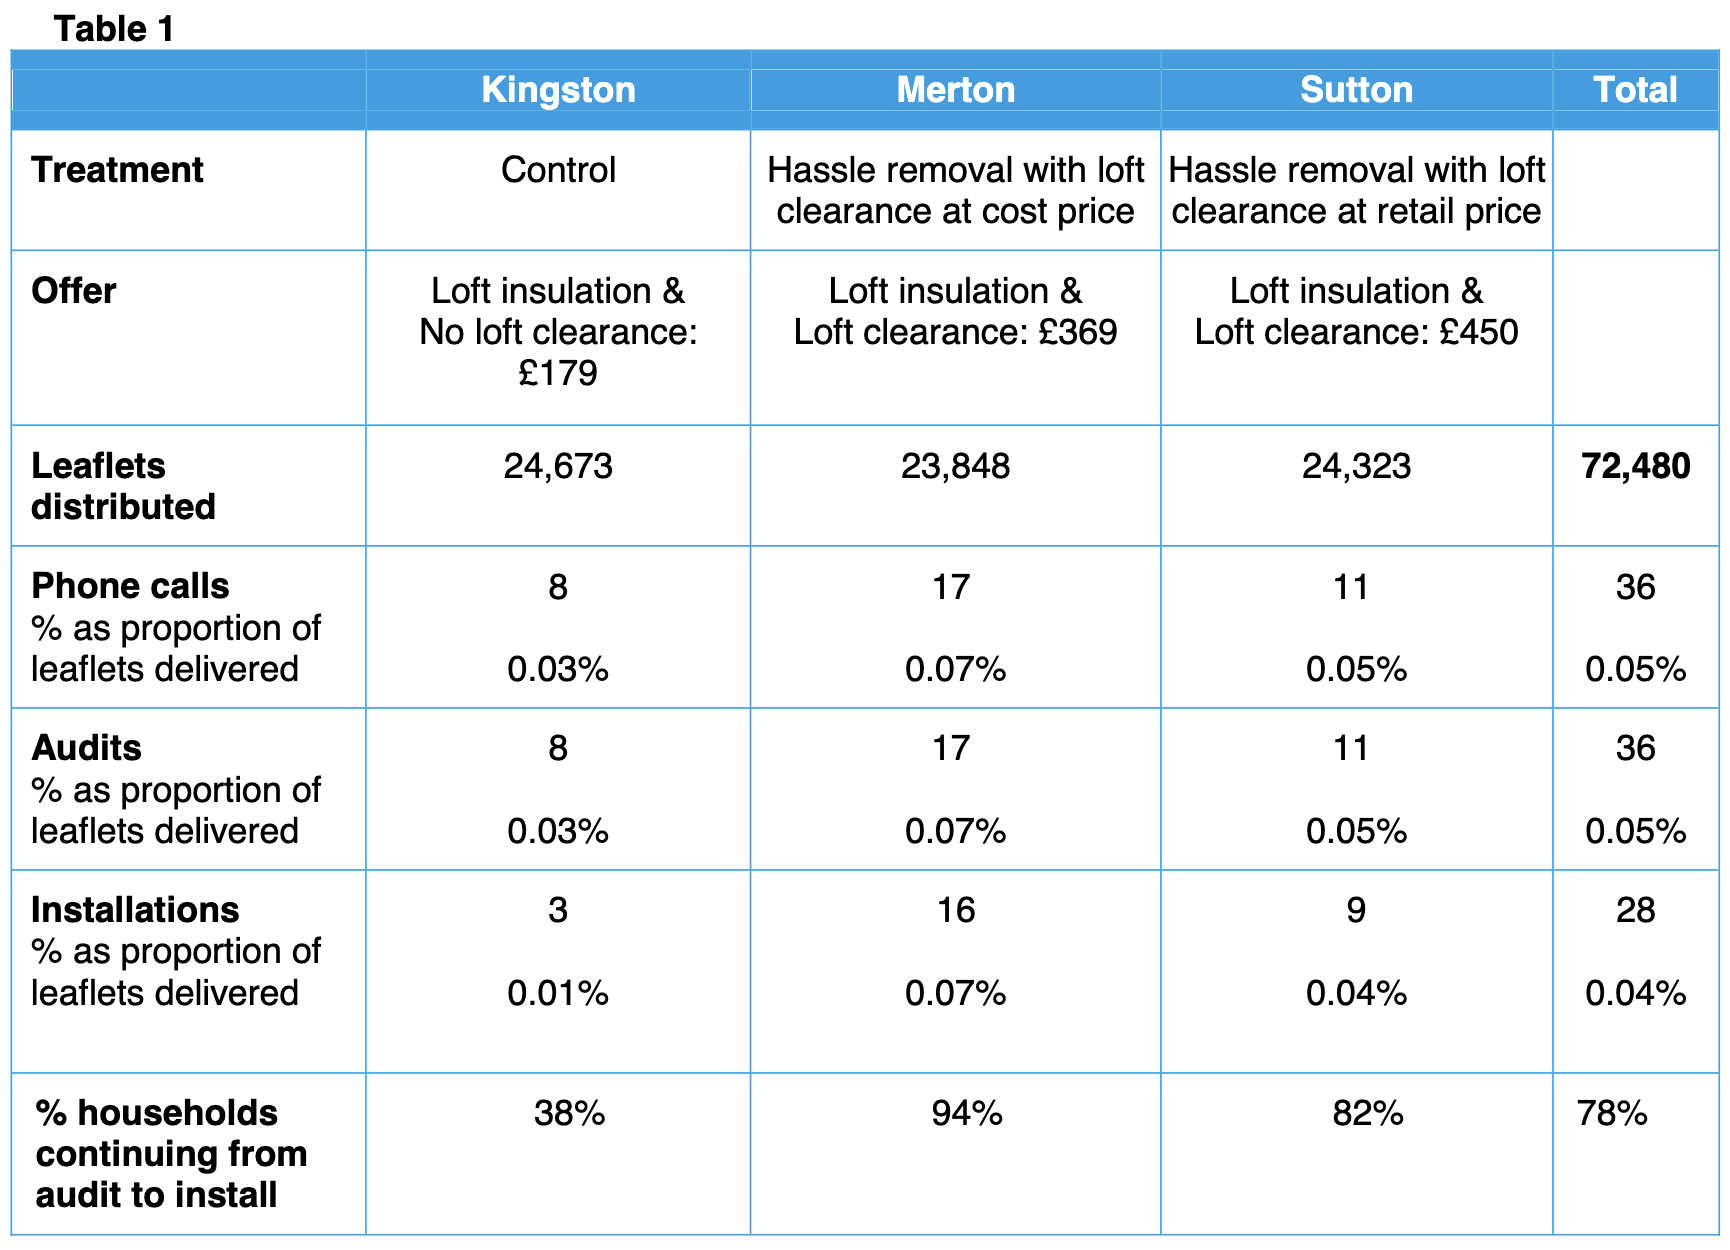 Table 1
Kingston Merton Sutton Total
Treatment Control Hassle removal with loft Hassle removal with loft
clearance at cost price clearance at retail price
Offer Loft insulation & Loft insulation & Loft insulation &
No loft clearance: Loft clearance: £369 Loft clearance: £450
£179
Leaflets 24,673 23,848 24,323 72,480
distributed
Phone calls 8 17 11 36
% as proportion of
leaflets delivered 0.03% 0.07% 0.05% 0.05%
Audits 8 17 11 36
% as proportion of
leaflets delivered 0.03% 0.07% 0.05% 0.05%
Installations 3 16 9 28
% as proportion of
leaflets delivered 0.01% 0.07% 0.04% 0.04%
% households 38% 94% 82% 78%
continuing from
audit to install